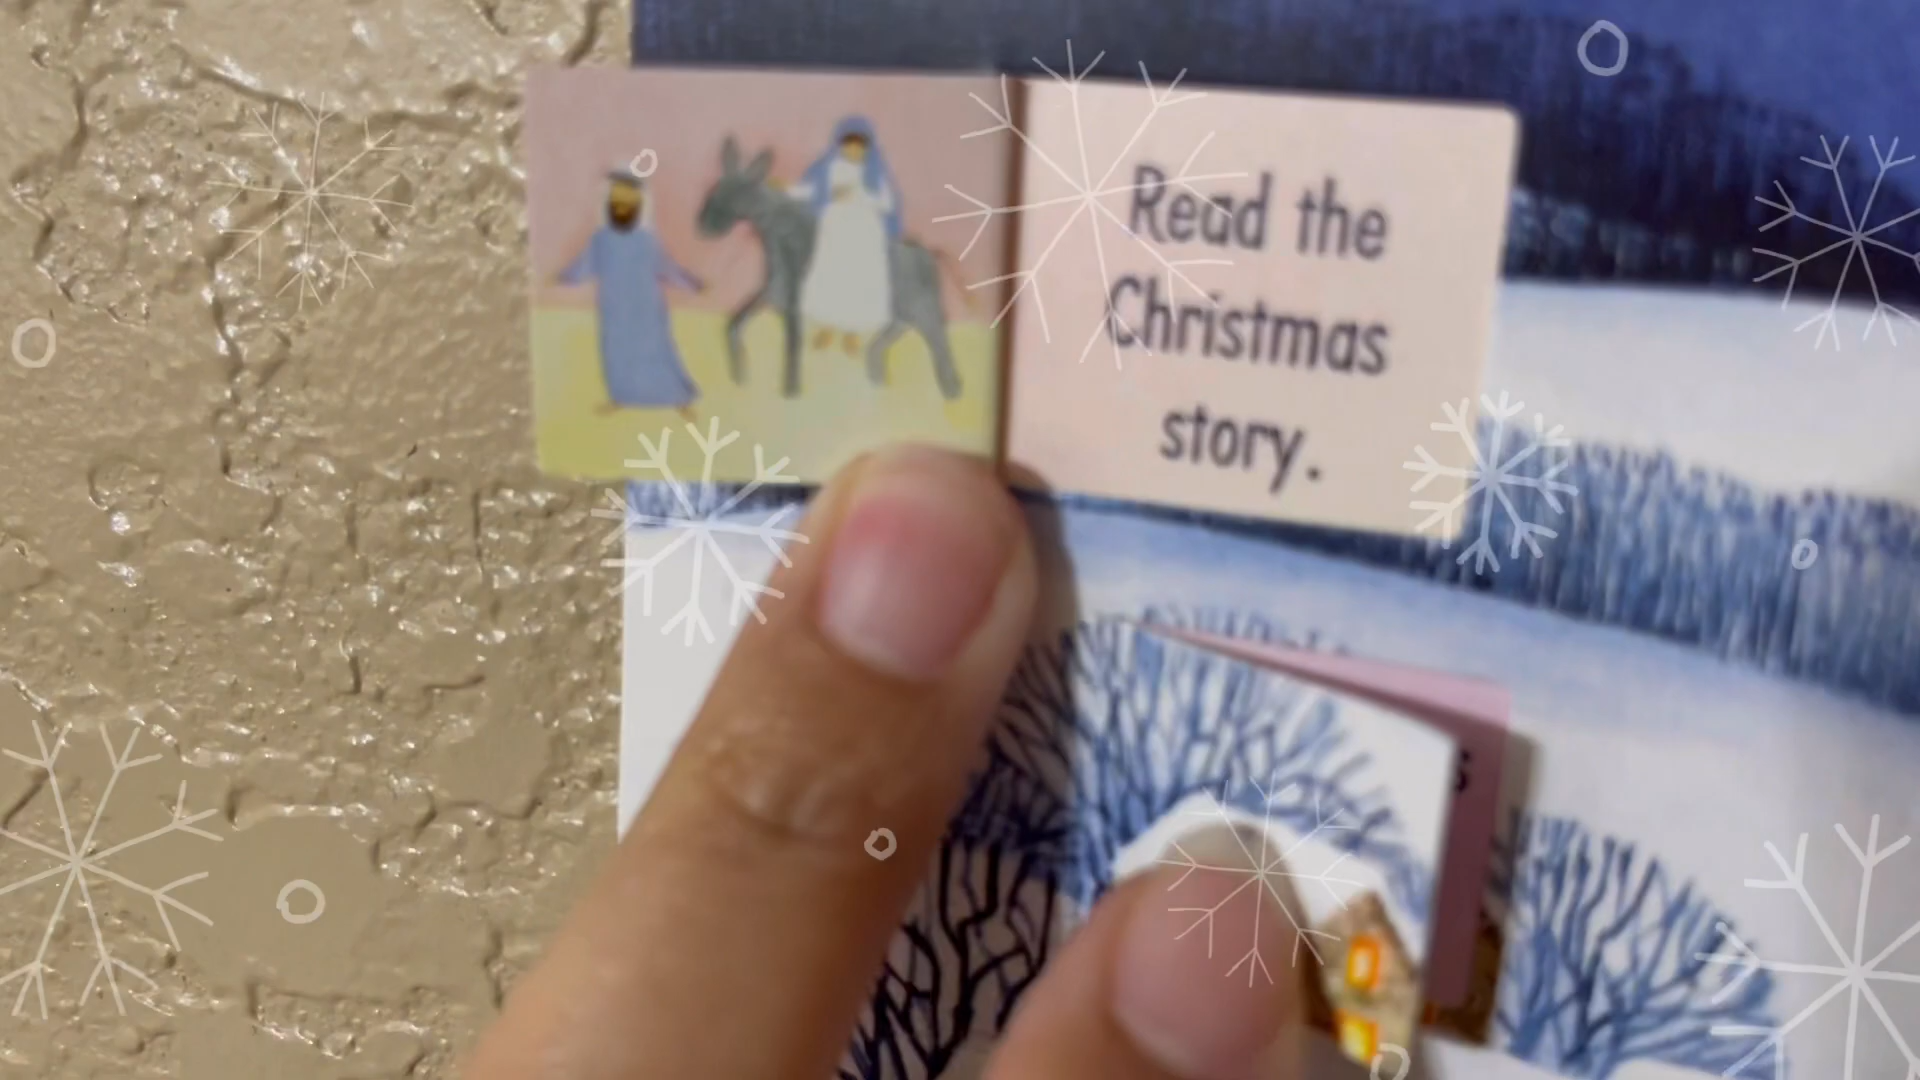 Read the
Christmas
story.
s